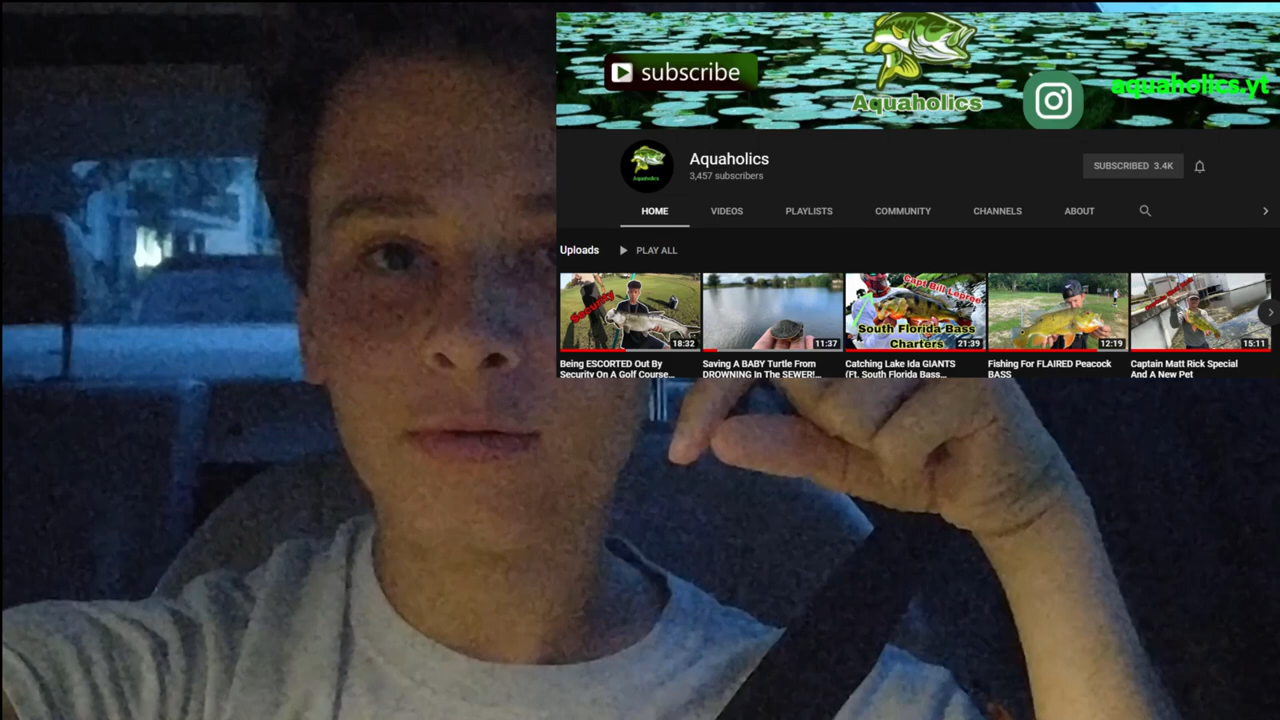 subscribe
Aquaholics
aquaholics.yt
Aquaholics
Aquaholics
3,457 subscribers
SUBSCRIBED 3.4K
HOME
VIDEOS
PLAYLISTS
COMMUNITY
CHANNELS
ABOUT
Uploads
PLAY ALL
Security
18:32
11:37
Capt Bill Lepree
South Florida Bass
Charters
21:39
12:19
15:11
Being ESCORTED Out By
Security On A Golf Course...
Saving A BABY Turtle From
DROWNING In The SEWER!...
Catching Lake Ida GIANTS
(Ft. South Florida Bass...
Fishing For FLAIRED Peacock
BASS
Captain Matt Rick Special
And A New Pet